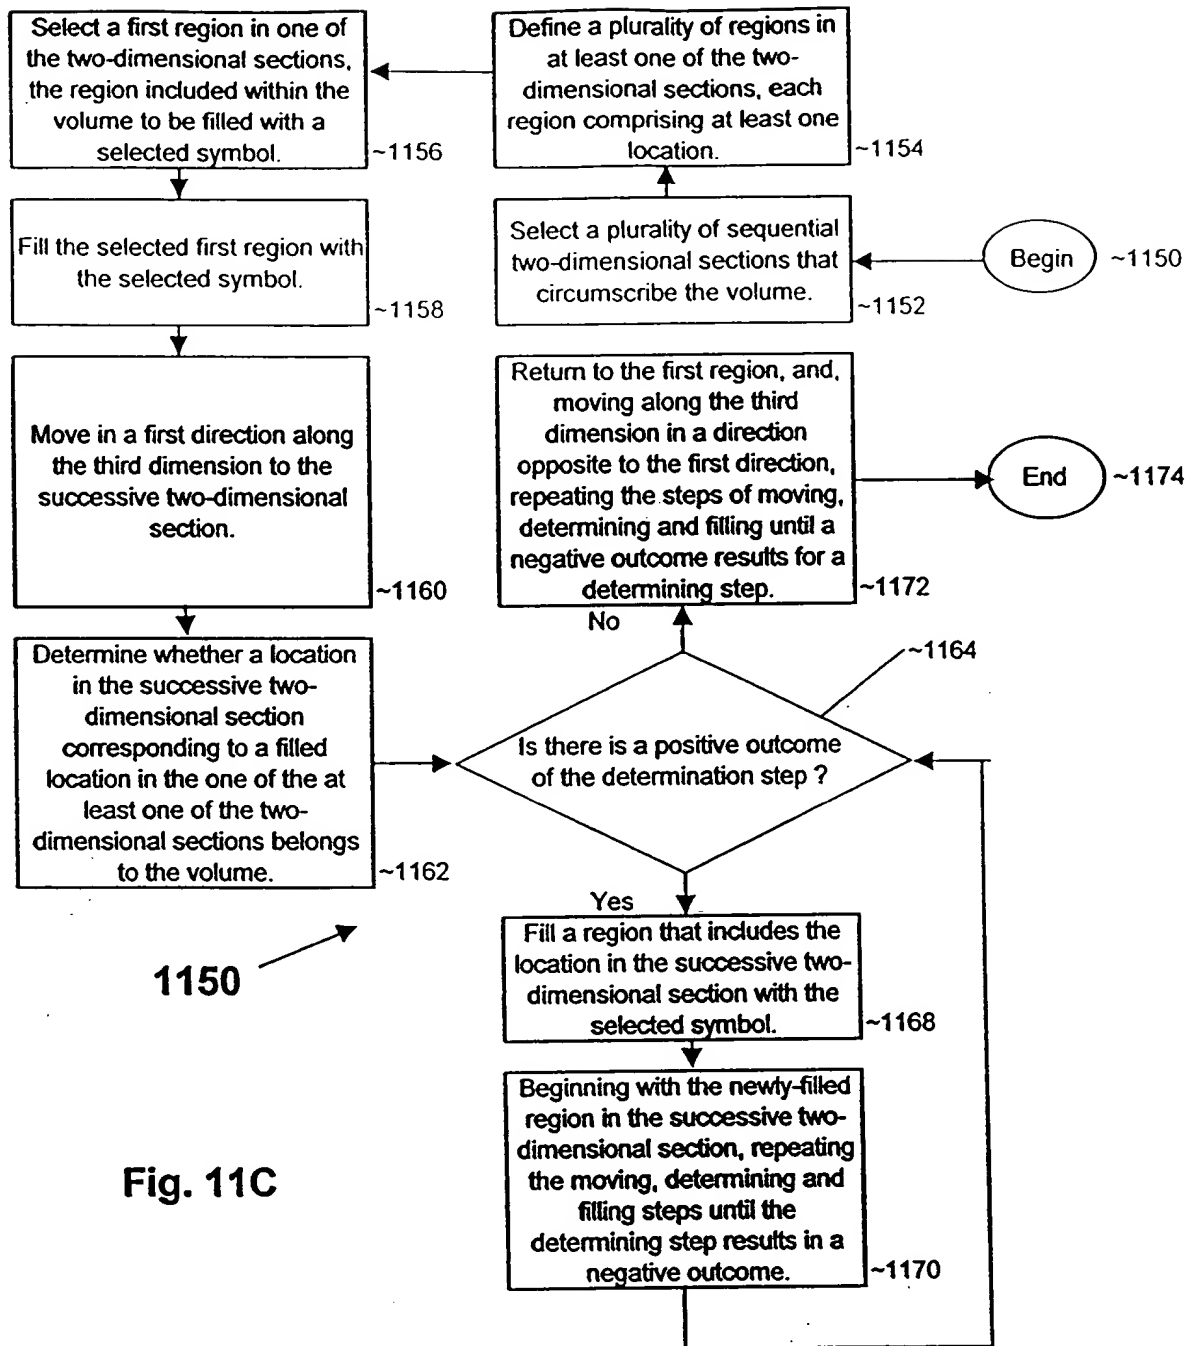 Select a first region in one of
the two-dimensional sections,
the region included within the
volume to be filled with a
selected symbol.
~1156
Define a plurality of regions in
at least one of the two-
dimensional sections, each
region comprising at least one
location.
~1154
Fill the selected first region with
the selected symbol.
~1158
Select a plurality of sequential
two-dimensional sections that
circumscribe the volume.
~1152
Begin
~1150
Move in a first direction along
the third dimension to the
successive two-dimensional
section.
~1160
Return to the first region, and,
moving along the third
dimension in a direction
opposite to the first direction,
repeating the steps of moving,
determining and filling until a
negative outcome results for a
determining step.
~1172
End
~1174
No
Determine whether a location
in the successive two-
dimensional section
corresponding to a filled
location in the one of the at
least one of the two-
dimensional sections belongs
to the volume.
~1162
~1164
Is there is a positive outcome
of the determination step ?
Yes
Fill a region that includes the
location in the successive two-
dimensional section with the
selected symbol.
~1168
1150
Beginning with the newly-filled
region in the successive two-
dimensional section, repeating
the moving, determining and
filling steps until the
determining step results in a
negative outcome.
~1170
Fig. 11C